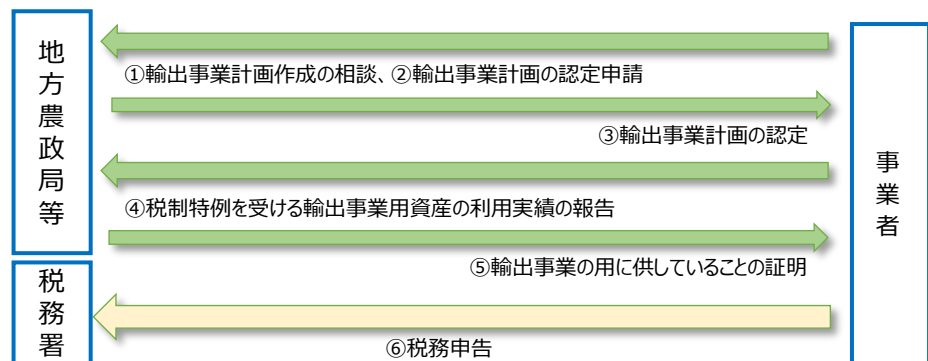 地方農政局等
①輸出事業計画作成の相談、②輸出事業計画の認定申請
③輸出事業計画の認定
④税制特例を受ける輸出事業用資産の利用実績の報告
⑤輸出事業の用に供していることの証明
事業者
税務署
⑥税務申告